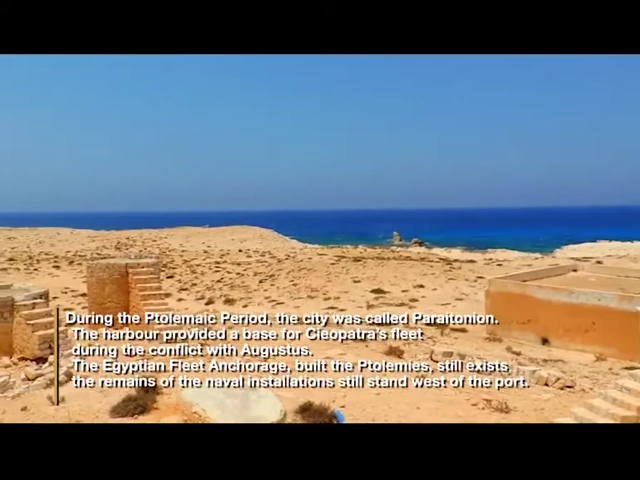 During the Ptolemaic Period, the city was called Paraitonion.
The harbour provided a base for Cleopatra's fleet
during the conflict with Augustus.
The Egyptian Fleet Anchorage, built the Ptolemies, still exists
the remains of the naval installations still stand west of the port.